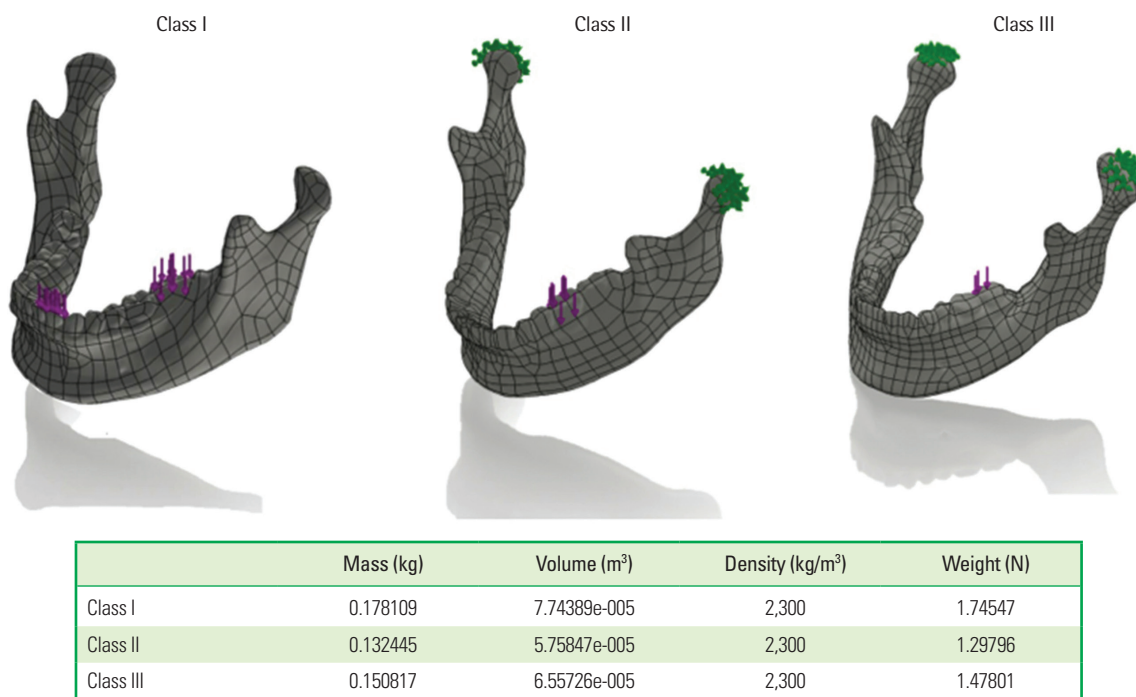 Class I Class II Class III
Mass (kg) Volume (m³) Density (kg/m³) Weight (N)
Class I 0.178109 7.74389e-005 2,300 1.74547
Class II 0.132445 5.75847e-005 2,300 1.29796
Class III 0.150817 6.55726e-005 2,300 1.47801